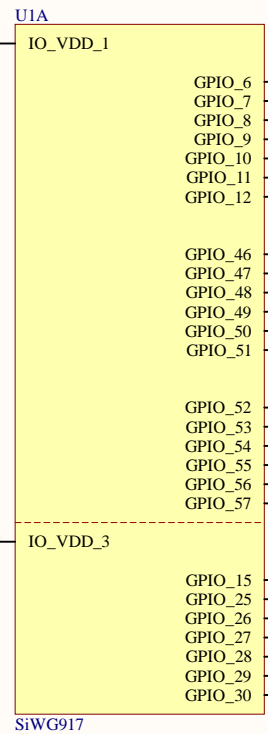 U1A
IO_VDD_1
GPIO_6
GPIO_7
GPIO_8
GPIO_9
GPIO_10
GPIO_11
GPIO_12
GPIO_46
GPIO_47
GPIO_48
GPIO_49
GPIO_50
GPIO_51
GPIO_52
GPIO_53
GPIO_54
GPIO_55
GPIO_56
GPIO_57
IO_VDD_3
GPIO_15
GPIO_25
GPIO_26
GPIO_27
GPIO_28
GPIO_29
GPIO_30
SiWG917